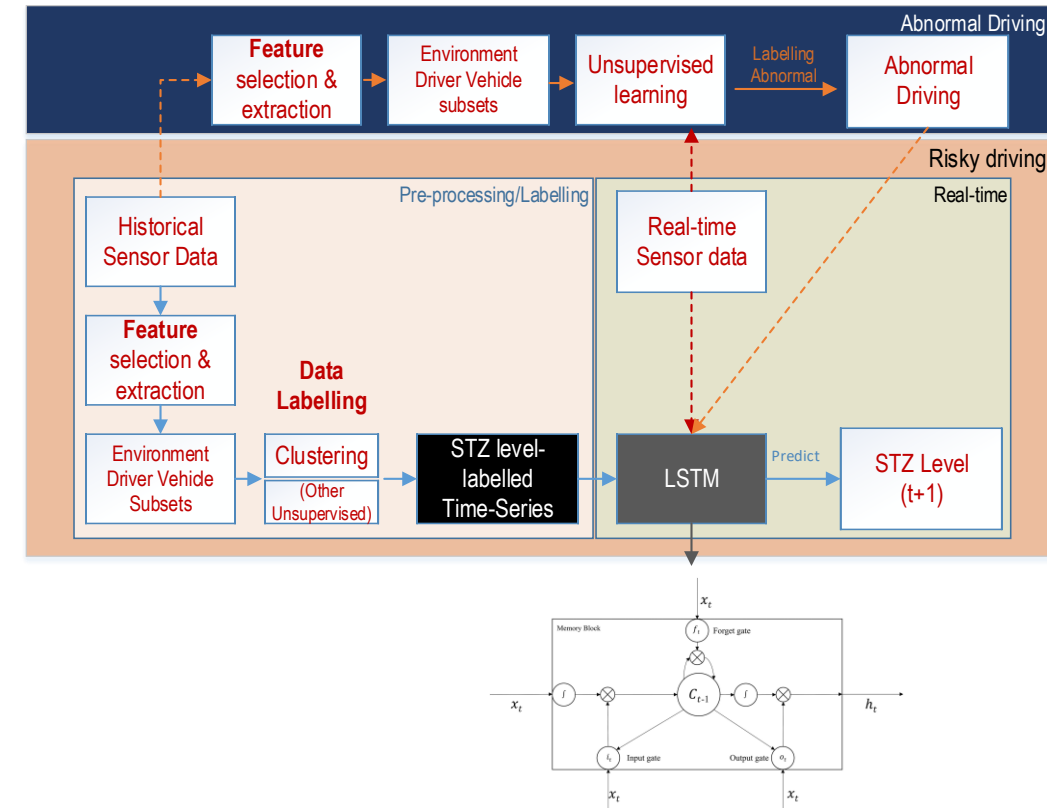 Abnormal Driving
Feature
selection &
extraction
Environment
Driver Vehicle
subsets
Unsupervised
learning
Labelling
Abnormal
Abnormal
Driving
Risky driving
Pre-processing/Labelling
Real-time
Historical
Sensor Data
Real-time
Sensor data
Feature
selection &
extraction
Data
Labelling
Environment
Driver Vehicle
Subsets
Clustering
(Other
Unsupervised)
STZ level-
labelled
Time-Series
LSTM
Predict
STZ Level
(t+1)
x_t
Memory Block
f_t
Forget gate
x_t
∫
C_{t-1}
∫
h_t
i_t
Input gate
Output gate
o_t
x_t
x_t